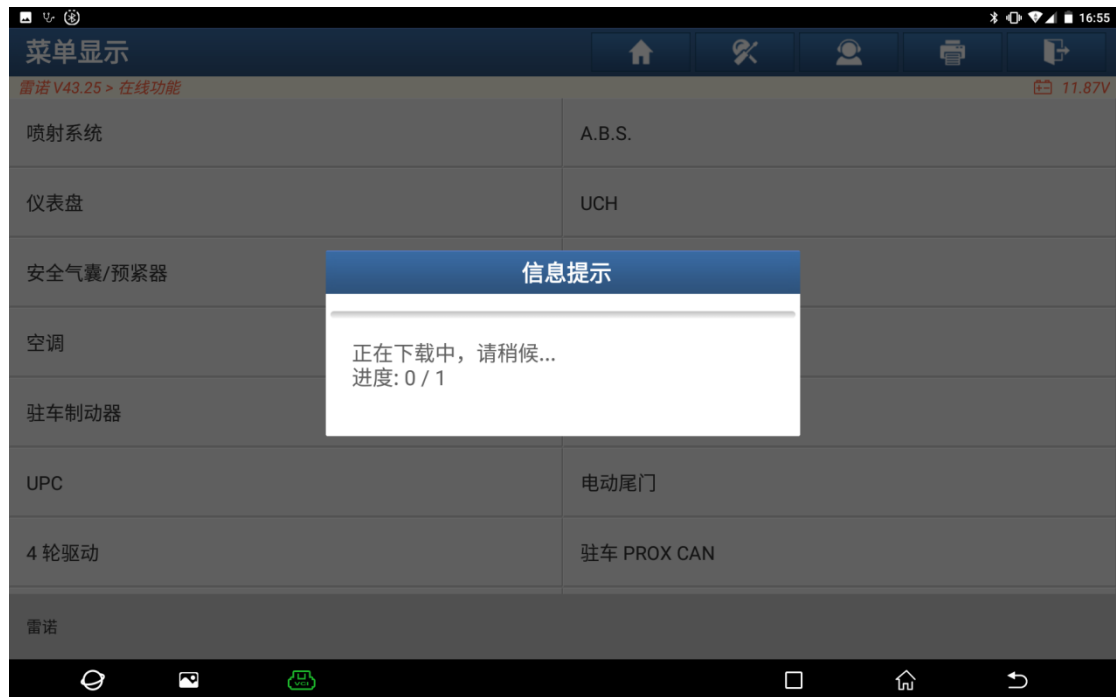 16:55
菜单显示
雷诺 V43.25 > 在线功能
11.87V
喷射系统
A.B.S.
仪表盘
UCH
安全气囊/预紧器
空调
驻车制动器
UPC
电动尾门
4 轮驱动
驻车 PROX CAN
信息提示
正在下载中，请稍候...
进度: 0 / 1
雷诺
VCI